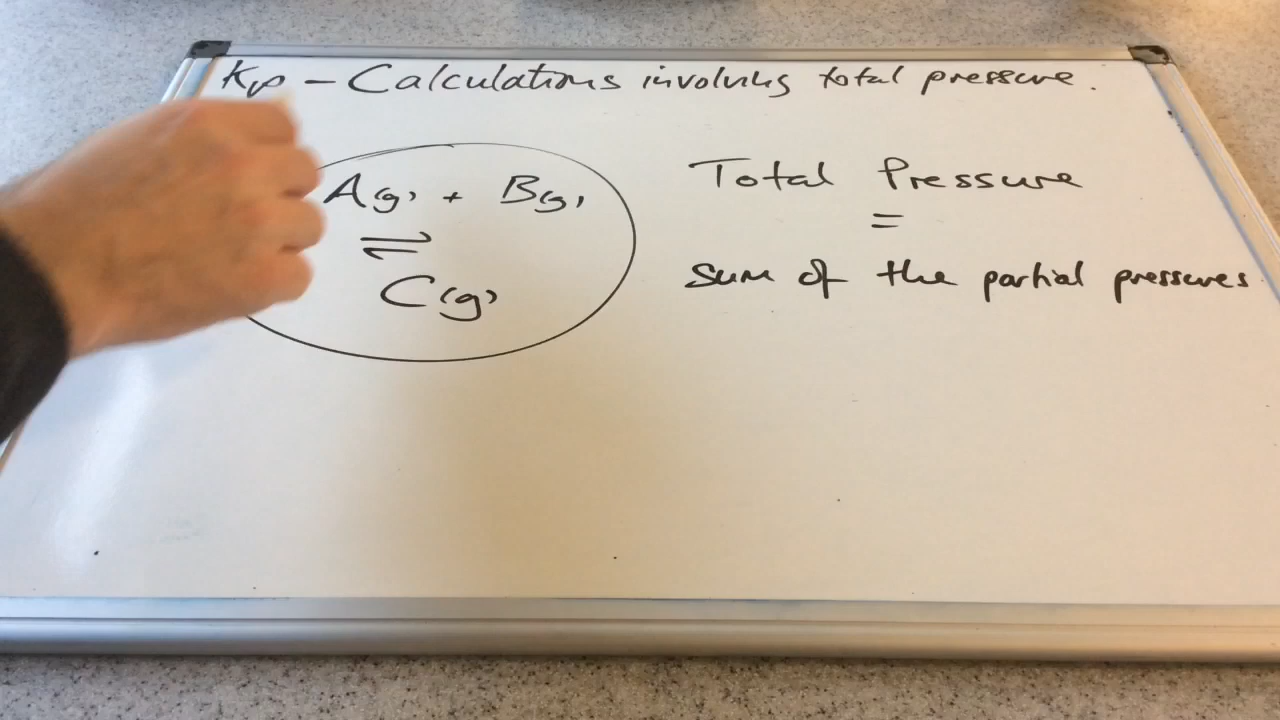 Kp – Calculations involving total pressure.
A(g) + B(g)
⇌
C(g)
Total Pressure
=
sum of the partial pressures.